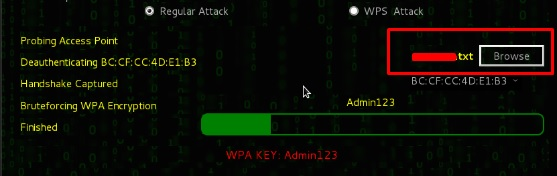 Regular Attack
WPS Attack
Probing Access Point
Deauthenticating BC:CF:CC:4D:E1:B3
.txt
Browse
Handshake Captured
BC:CF:CC:4D:E1:B3
Bruteforcing WPA Encryption
Admin123
Finished
WPA KEY: Admin123